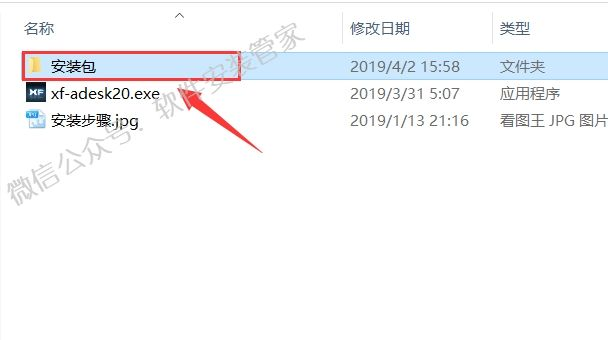 名称 修改日期 类型
安装包 2019/4/2 15:58 文件夹
xf-adesk20.exe 2019/3/31 5:07 应用程序
安装步骤.jpg 2019/1/13 21:16 看图王 JPG 图片
微信公众号：软件安装管家